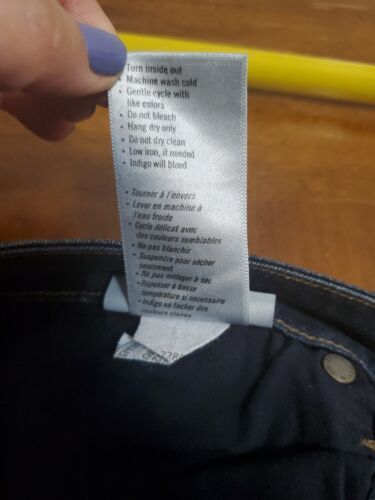 • Turn inside out
• Machine wash cold
• Gentle cycle with
like colors
• Do not bleach
• Hang dry only
• Do not dry clean
• Low iron, if needed
• Indigo will bleed
• Tourner à l'envers
• Laver en machine à
l'eau froide
• Cycle délicat avec
des couleurs semblables
• Ne pas blanchir
• Suspendre pour sécher
seulement
• Ne pas nettoyer à sec
• Repasser à basse
température si necessaire
• Indigo va tacher des
couleurs claires